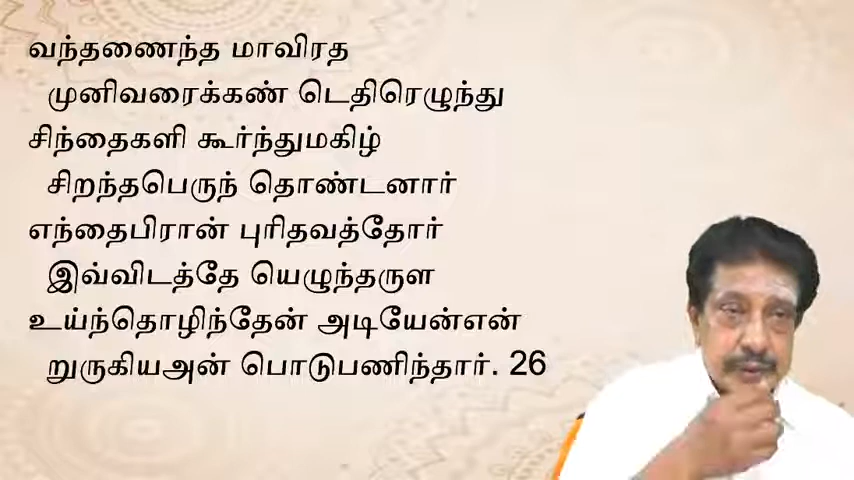 வந்தணைந்த மாவிரத
முனிவரைக்கண் டெதிரெழுந்து
சிந்தைகளி கூர்ந்துமகிழ்
சிறந்தபெருந் தொண்டனார்
எந்தைபிரான் புரிதவத்தோர்
இவ்விடத்தே யெழுந்தருள
உய்ந்தொழிந்தேன் அடியேன்என்
றுருகியஅன் பொடுபணிந்தார். 26